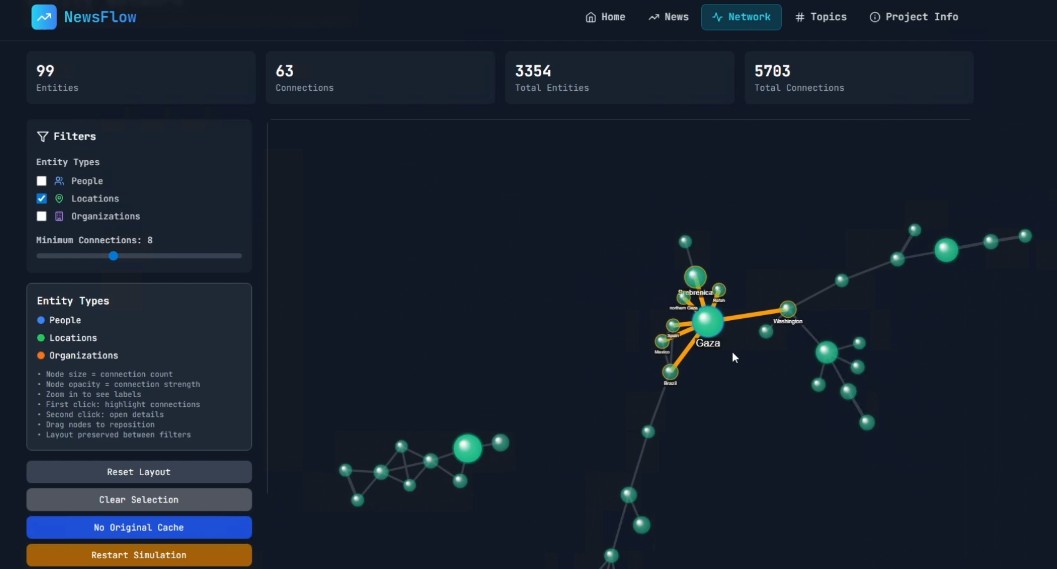 NewsFlow
Home
News
Network
# Topics
Project Info
99
Entities
63
Connections
3354
Total Entities
5703
Total Connections
Filters
Entity Types
People
Locations
Organizations
Minimum Connections: 8
Entity Types
People
Locations
Organizations
• Node size = connection count
• Node opacity = connection strength
• Zoom in to see labels
• First click: highlight connections
• Second click: open details
• Drag nodes to reposition
• Layout preserved between filters
Reset Layout
Clear Selection
No Original Cache
Restart Simulation
Srebrenica
northern Gaza
Gaza
Washington
Mexico
Brazil